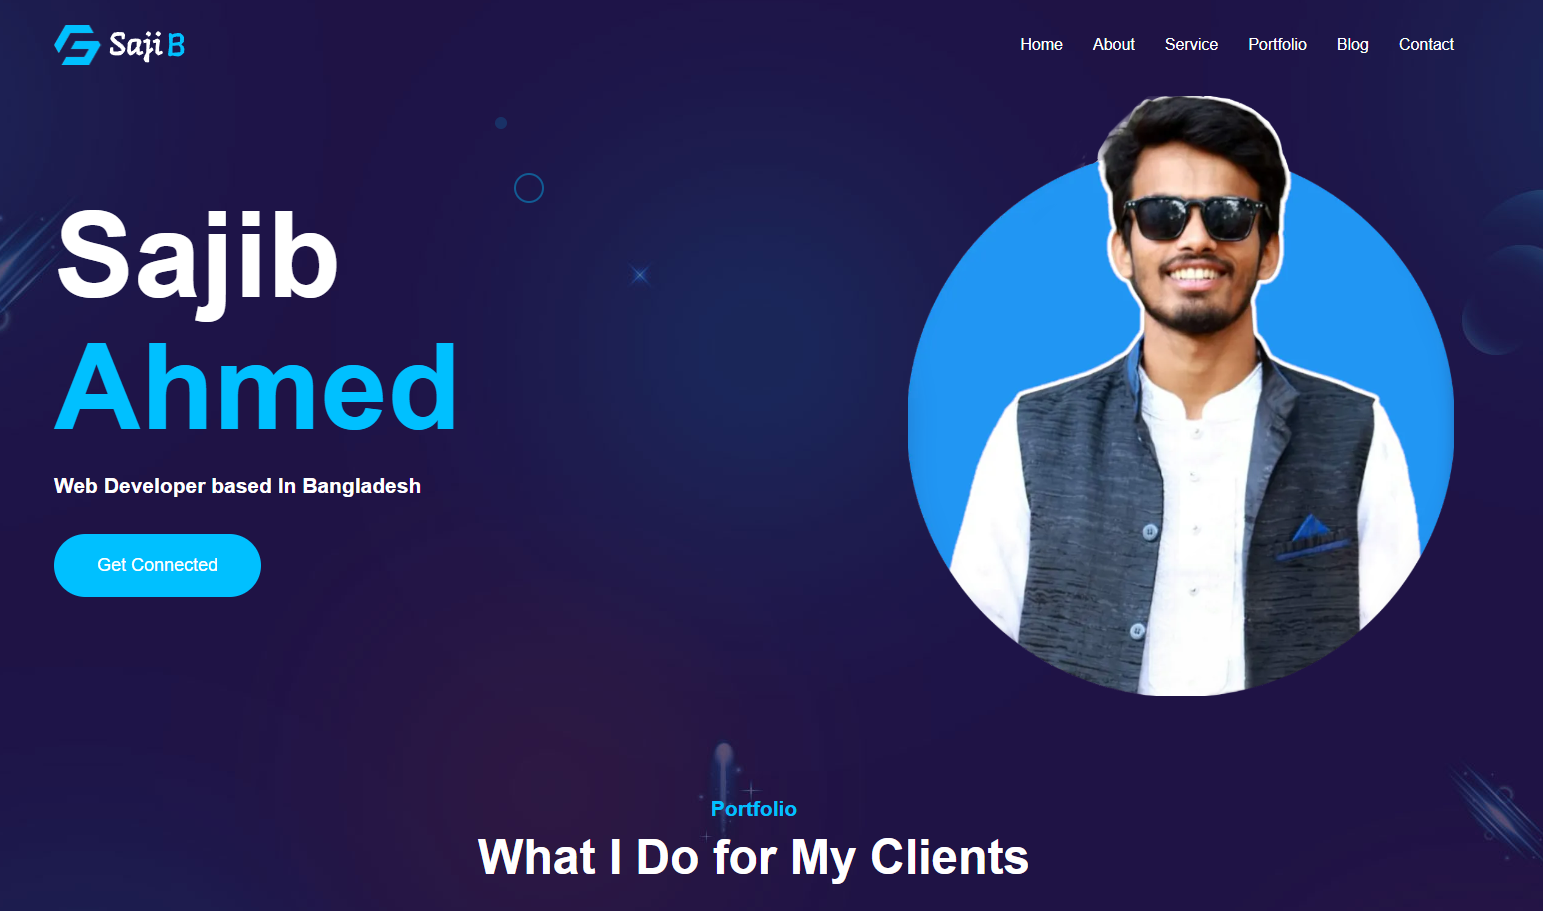 Saji B
Home About Service Portfolio Blog Contact
Sajib
Ahmed
Web Developer based In Bangladesh
Get Connected
Portfolio
What I Do for My Clients